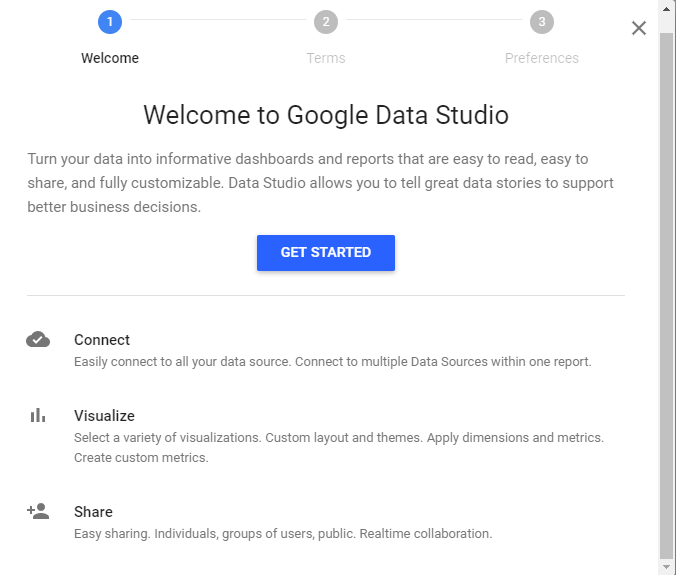 1
2
3
Welcome
Terms
Preferences
Welcome to Google Data Studio
Turn your data into informative dashboards and reports that are easy to read, easy to
share, and fully customizable. Data Studio allows you to tell great data stories to support
better business decisions.
GET STARTED
Connect
Easily connect to all your data source. Connect to multiple Data Sources within one report.
Visualize
Select a variety of visualizations. Custom layout and themes. Apply dimensions and metrics.
Create custom metrics.
Share
Easy sharing. Individuals, groups of users, public. Realtime collaboration.